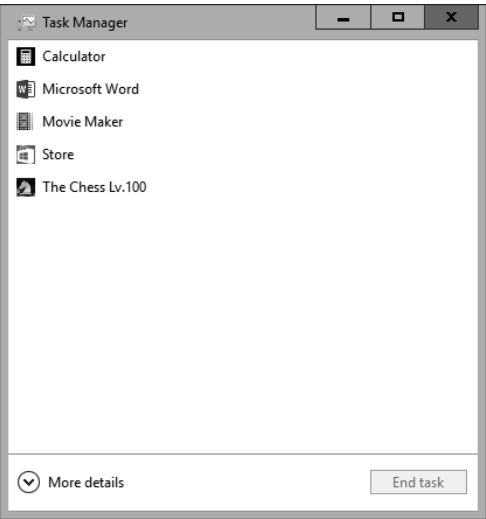 Task Manager
Calculator
Microsoft Word
Movie Maker
Store
The Chess Lv.100
More details
End task